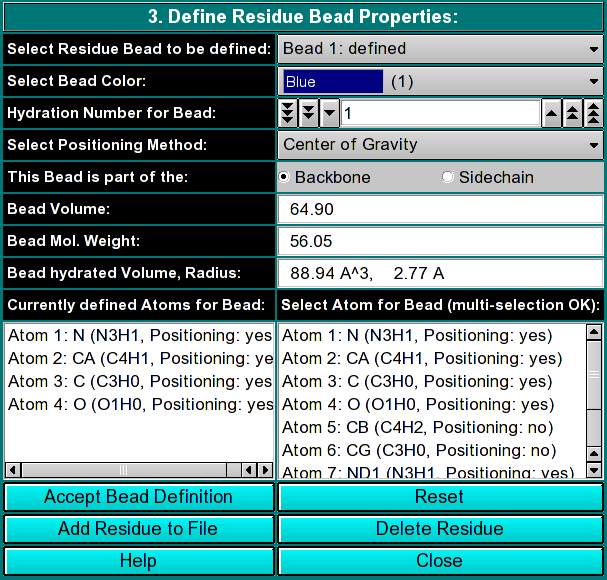 3. Define Residue Bead Properties:
Select Residue Bead to be defined: Bead 1: defined
Select Bead Color: Blue (1)
Hydration Number for Bead: 1
Select Positioning Method: Center of Gravity
This Bead is part of the: Backbone Sidechain
Bead Volume: 64.90
Bead Mol. Weight: 56.05
Bead hydrated Volume, Radius: 88.94 A^3, 2.77 A
Currently defined Atoms for Bead: Select Atom for Bead (multi-selection OK):
Atom 1: N (N3H1, Positioning: yes Atom 1: N (N3H1, Positioning: yes)
Atom 2: CA (C4H1, Positioning: ye Atom 2: CA (C4H1, Positioning: yes)
Atom 3: C (C3H0, Positioning: yes Atom 3: C (C3H0, Positioning: yes)
Atom 4: O (O1H0, Positioning: yes Atom 4: O (O1H0, Positioning: yes)
Atom 5: CB (C4H2, Positioning: no)
Atom 6: CG (C3H0, Positioning: no)
Atom 7: ND1 (N3H1, Positioning: yes)
Accept Bead Definition Reset
Add Residue to File Delete Residue
Help Close